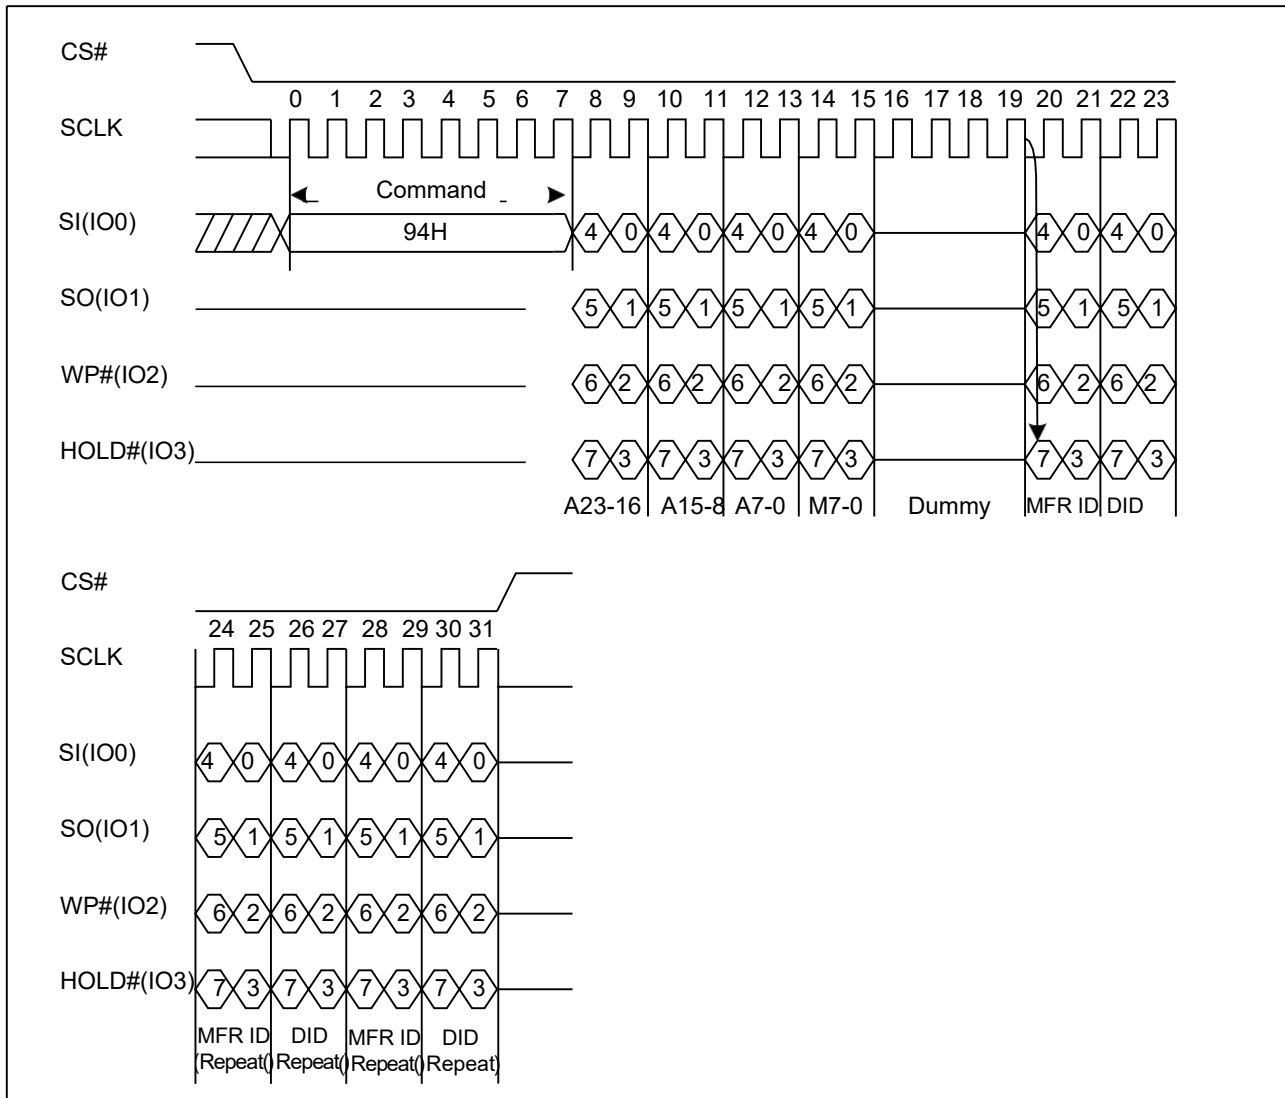 CS#
0 1 2 3 4 5 6 7 8 9 10 11 12 13 14 15 16 17 18 19 20 21 22 23
SCLK
Command
SI(IO0) 94H 4 0 4 0 4 0 4 0 4 0 4 0
SO(IO1) 5 1 5 1 5 1 5 1 5 1 5 1
WP#(IO2) 6 2 6 2 6 2 6 2 6 2 6 2
HOLD#(IO3) 7 3 7 3 7 3 7 3 7 3 7 3
A23-16 A15-8 A7-0 M7-0 Dummy MFR ID DID
CS#
24 25 26 27 28 29 30 31
SCLK
SI(IO0) 4 0 4 0 4 0 4 0
SO(IO1) 5 1 5 1 5 1 5 1
WP#(IO2) 6 2 6 2 6 2 6 2
HOLD#(IO3) 7 3 7 3 7 3 7 3
MFR ID DID MFR ID DID
(Repeat() Repeat() Repeat() Repeat)